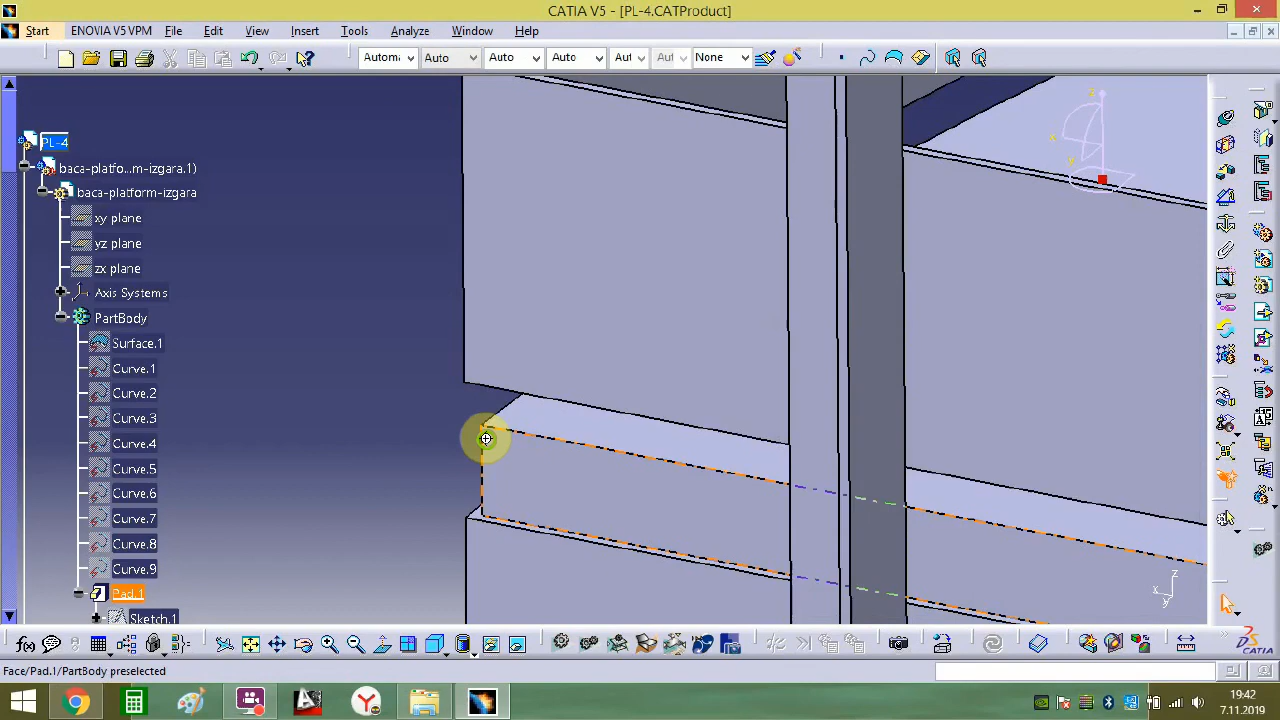 CATIA V5 - [PL-4.CATProduct]
Start ENOVIA V5 VPM File Edit View Insert Tools Analyze Window Help
Auto Auto Auto Aut Aut None
PL-4
baca-platfo...m-izgara.1)
baca-platform-izgara
xy plane
yz plane
zx plane
Axis Systems
PartBody
Surface.1
Curve.1
Curve.2
Curve.3
Curve.4
Curve.5
Curve.6
Curve.7
Curve.8
Curve.9
Pad.1
Sketch.1
z
x
y
z
x
y
CATIA
Face/Pad.1/PartBody preselected
19:42
7.11.2019